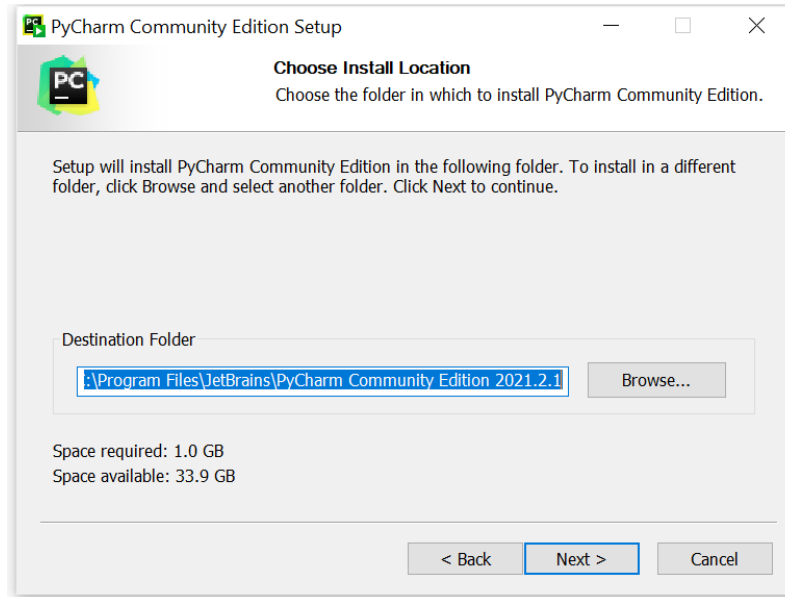 PyCharm Community Edition Setup
PC
Choose Install Location
Choose the folder in which to install PyCharm Community Edition.
Setup will install PyCharm Community Edition in the following folder. To install in a different
folder, click Browse and select another folder. Click Next to continue.
Destination Folder
:\Program Files\JetBrains\PyCharm Community Edition 2021.2.1
Browse...
Space required: 1.0 GB
Space available: 33.9 GB
< Back
Next >
Cancel